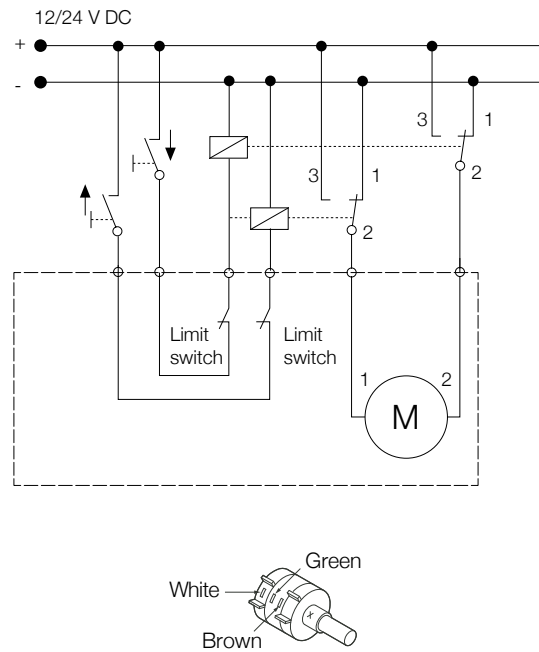 12/24 V DC
+
-
3
1
2
3
1
2
Limit
switch
Limit
switch
1
2
M
Green
White
x
Brown